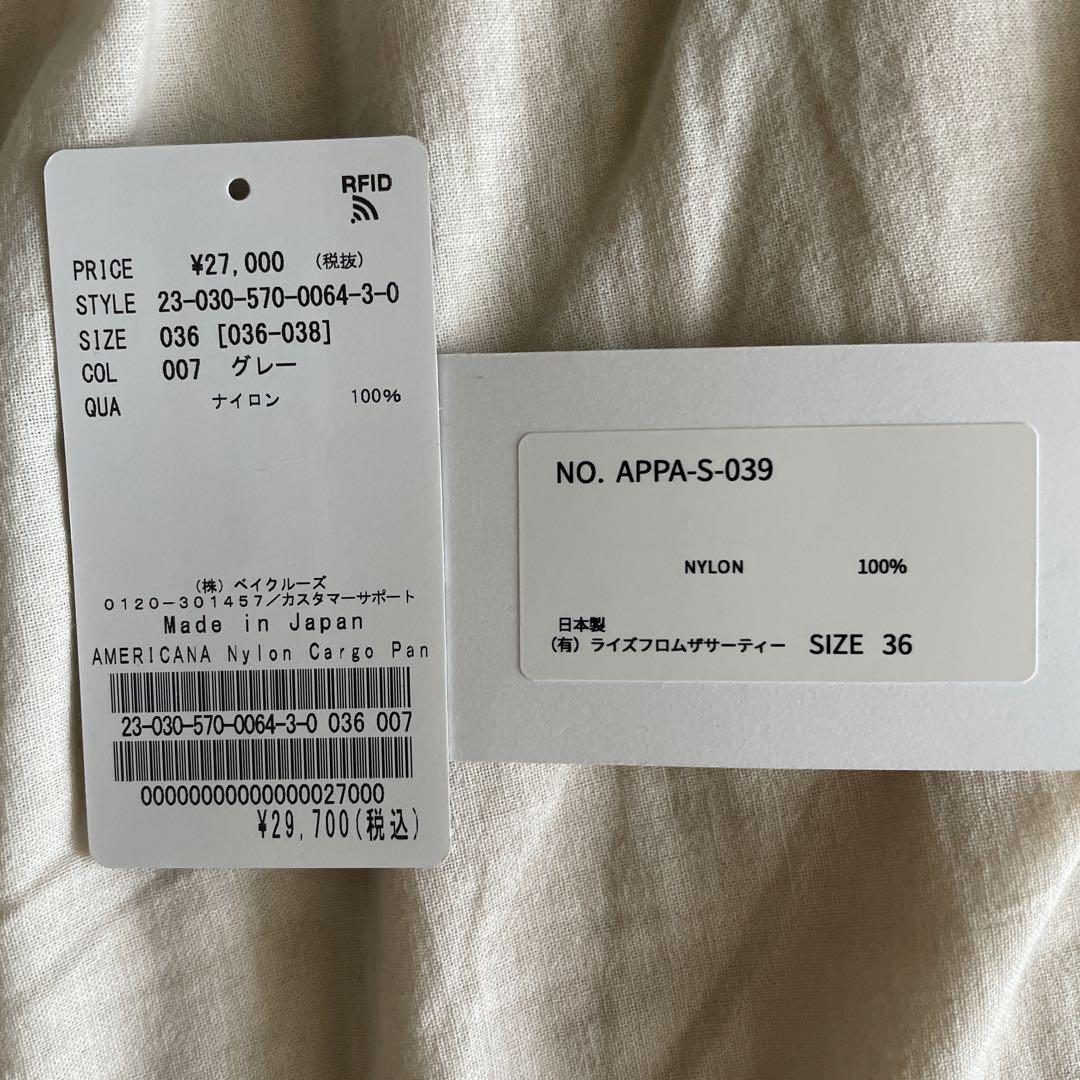 RFID
PRICE ¥27,000 (税抜)
STYLE 23-030-570-0064-3-0
SIZE 036 [036-038]
COL 007 グレー
QUA ナイロン 100%
(株) ベイクルーズ
0120-301457/カスタマーサポート
Made in Japan
AMERICANA Nylon Cargo Pan
23-030-570-0064-3-0 036 007
00000000000000027000
¥29,700(税込)
NO. APPA-S-039
NYLON 100%
日本製
(有) ライズフロムザサーティー SIZE 36